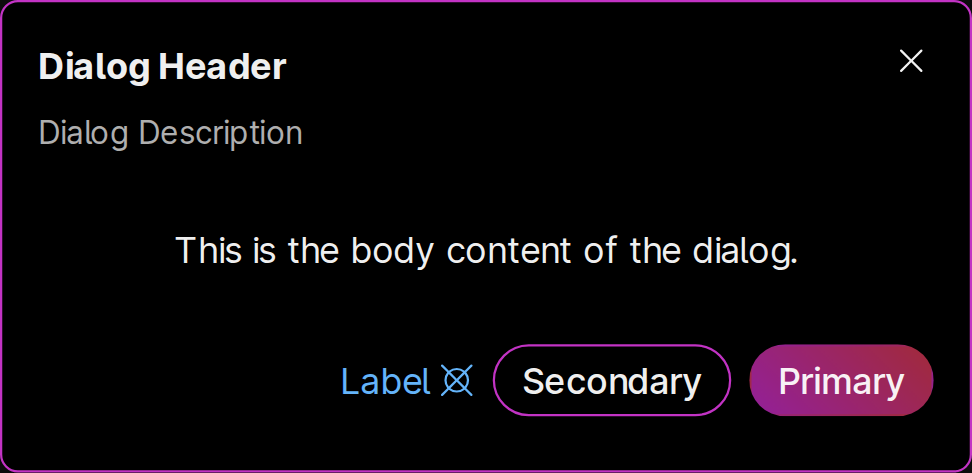 Dialog Header
Dialog Description
This is the body content of the dialog.
Label Secondary Primary